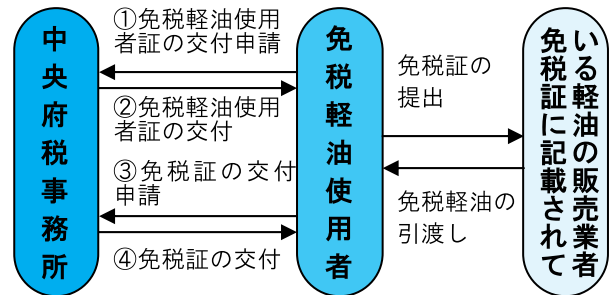 中央府税事務所
①免税軽油使用
者証の交付申請
②免税軽油使用
者証の交付
③免税証の交付
申請
④免税証の交付
免税軽油使用者
免税証の
提出
免税軽油の
引渡し
免税証に記載されて
いる軽油の販売業者